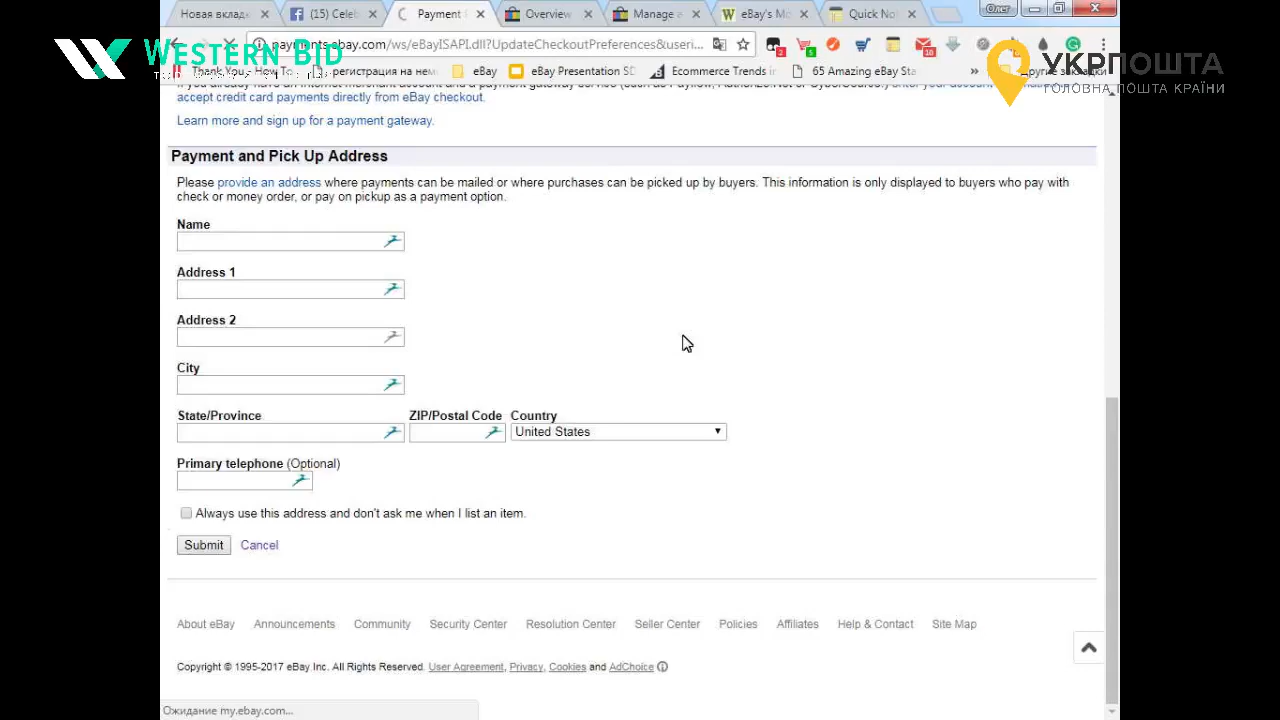 Новая вклад
(15) Celeb
Payment
Overview
Manage e
eBay's Mo
Quick No
Олег
WESTERN BID
payments.ebay.com/ws/eBayISAPI.dll?UpdateCheckoutPreferences&useri...
УКРПОШТА
ГОЛОВНА ПОШТА КРАЇНИ
Thank You - How To
регистрация на нем
eBay
eBay Presentation SD
Ecommerce Trends in
65 Amazing eBay Sta
»
Другие закладки
accept credit card payments directly from eBay checkout.
Learn more and sign up for a payment gateway.
Payment and Pick Up Address
Please provide an address where payments can be mailed or where purchases can be picked up by buyers. This information is only displayed to buyers who pay with
check or money order, or pay on pickup as a payment option.
Name
Address 1
Address 2
City
State/Province ZIP/Postal Code Country
United States
Primary telephone (Optional)
Always use this address and don't ask me when I list an item.
Submit Cancel
About eBay Announcements Community Security Center Resolution Center Seller Center Policies Affiliates Help & Contact Site Map
Copyright © 1995-2017 eBay Inc. All Rights Reserved. User Agreement, Privacy, Cookies and AdChoice
Ожидание my.ebay.com...